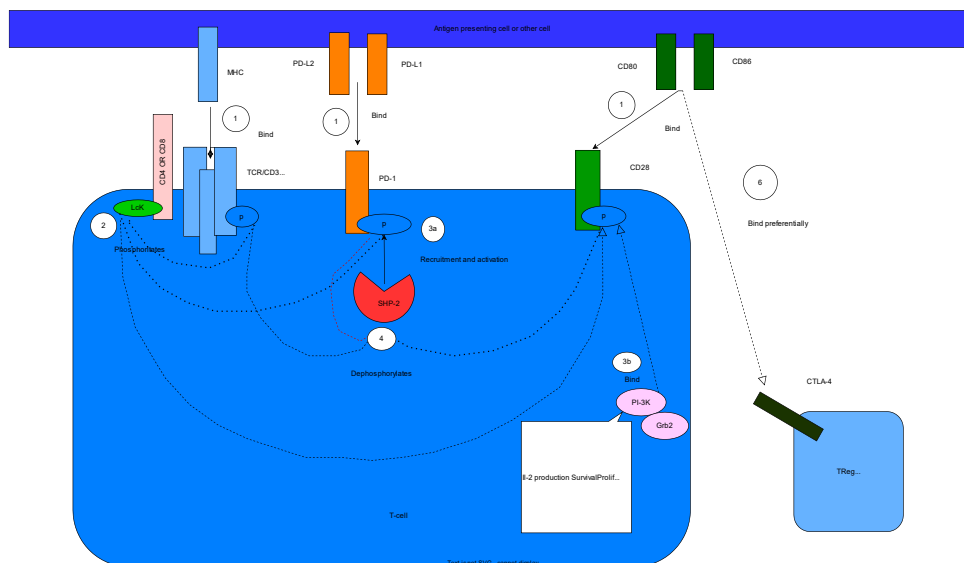 Antigen presenting cell or other cell
PD-L2
PD-L1
CD80
CD86
MHC
1
Bind
1
Bind
1
Bind
CD4 OR CD8
TCR/CD3...
PD-1
CD28
6
Bind preferentially
LcK
p
p
p
2
Phosphorilates
3a
Recruitment and activation
SHP-2
4
Dephosphorylates
3b
Bind
PI-3K
Grb2
CTLA-4
Il-2 production SurvivalProlif...
TReg...
T-cell